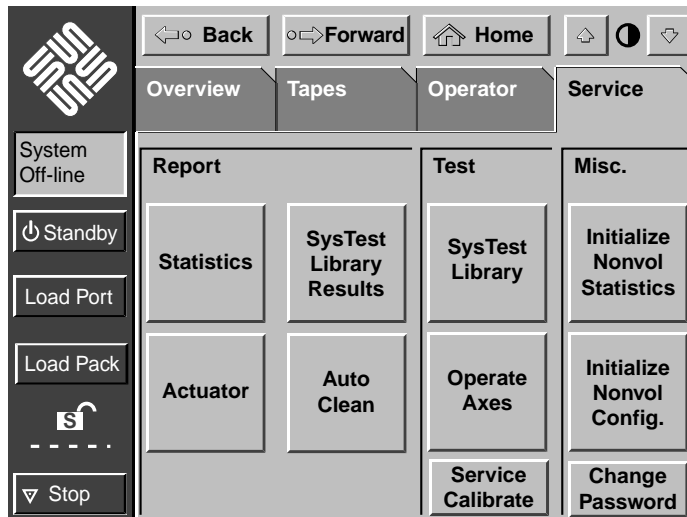 SUN
Back
Forward
Home
Overview
Tapes
Operator
Service
System
Off-line
Standby
Load Port
Load Pack
S
Stop
Report
Statistics
SysTest
Library
Results
Actuator
Auto
Clean
Test
SysTest
Library
Operate
Axes
Service
Calibrate
Misc.
Initialize
Nonvol
Statistics
Initialize
Nonvol
Config.
Change
Password